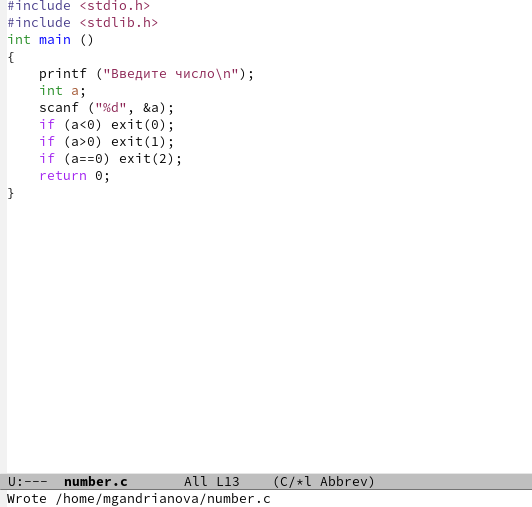 #include <stdio.h>
#include <stdlib.h>
int main ()
{
    printf ("Введите число\n");
    int a;
    scanf ("%d", &a);
    if (a<0) exit(0);
    if (a>0) exit(1);
    if (a==0) exit(2);
    return 0;
}
U:---  number.c       All L13    (C/*l Abbrev)
Wrote /home/mgandrianova/number.c